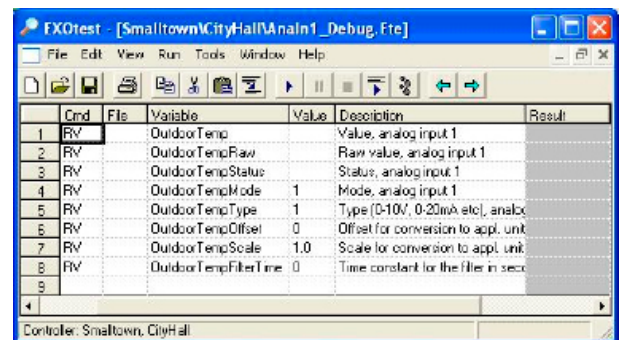 EXOtest - [Smalltown\CityHall\AnaIn1_Debug.Ete]
File Edit View Run Tools Window Help
Cmd File Variable Value Description Result
1 RV OutdoorTemp Value, analog input 1
2 RV OutdoorTempRaw Raw value, analog input 1
3 RV OutdoorTempStatus Status, analog input 1
4 RV OutdoorTempMode 1 Mode, analog input 1
5 RV OutdoorTempType 1 Type (0-10V, 0-20mA etc), analog
6 RV OutdoorTempOffset 0 Offset for conversion to appl. unit
7 RV OutdoorTempScale 1.0 Scale for conversion to appl. unit
8 RV OutdoorTempFilterTime 0 Time constant for the filter in seco
9
Controller: Smalltown, CityHall